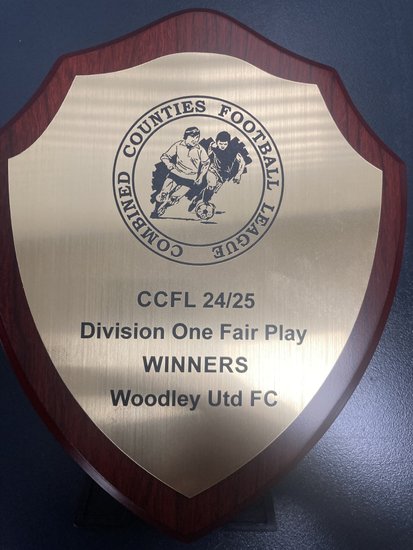 COMBINED COUNTIES FOOTBALL LEAGUE
CCFL 24/25
Division One Fair Play
WINNERS
Woodley Utd FC